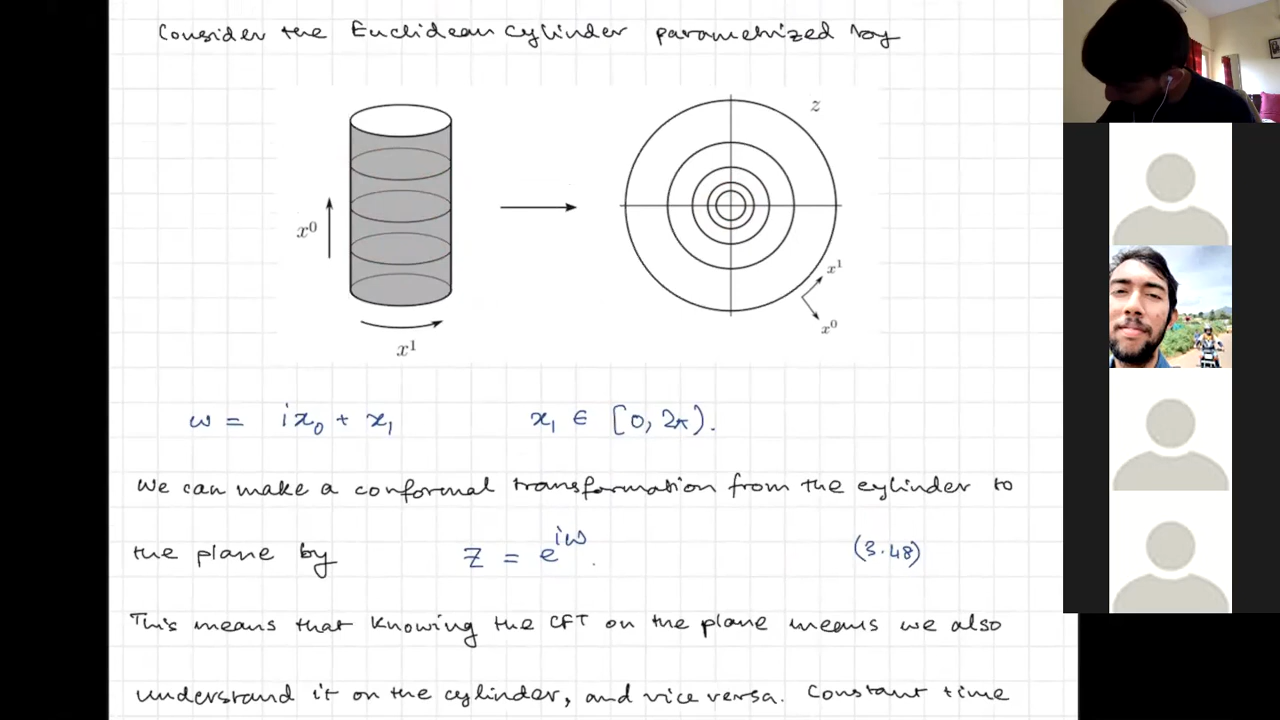 Consider the Euclidean cylinder parametrized by
z
x⁰
x¹
x⁰
x¹
w = ix₀ + x₁ x₁ ∈ [0, 2π).
We can make a conformal transformation from the cylinder to
the plane by z = e^{iw}. (3.48)
This means that knowing the CFT on the plane means we also
understand it on the cylinder, and vice versa. Constant time